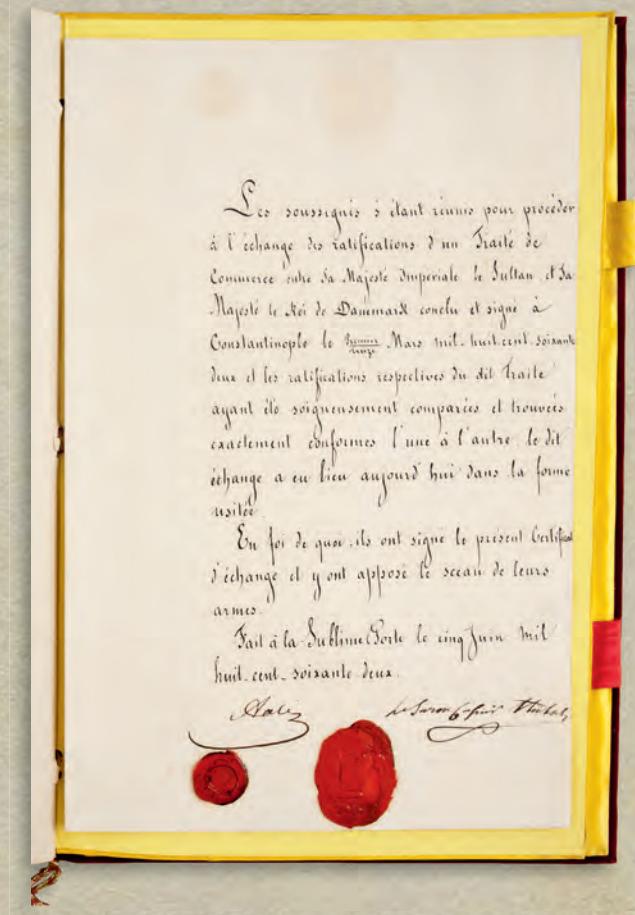 Les soussignés s'étant réunis pour procéder
à l'échange des ratifications d'un Traité de
Commerce entre Sa Majesté Impériale le Sultan et Sa
Majesté le Roi de Dannemark conclu et signé à
Constantinople le Premier Mars mil-huit-cent-soixante
deux et les ratifications respectives du dit Traité
ayant été soigneusement comparées et trouvées
exactement conformes l'une à l'autre le dit
échange a eu lieu aujourd'hui dans la forme
usitée.
En foi de quoi, ils ont signé le présent Certificat
d'échange et y ont apposé le sceau de leurs
armes.
Fait à la Sublime Porte le cinq Juin mil
huit-cent-soixante deux.
Aali